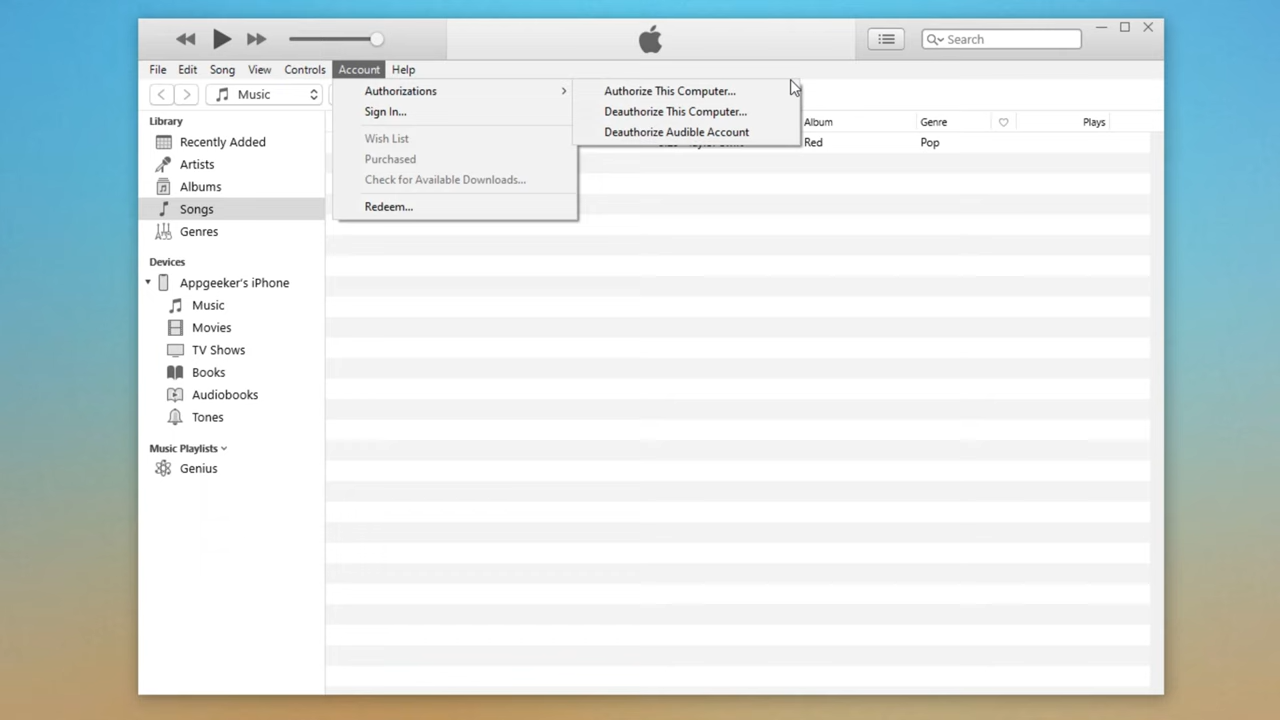 Search
File Edit Song View Controls Account Help
Music
Authorizations
Sign In...
Wish List
Purchased
Check for Available Downloads...
Redeem...
Authorize This Computer...
Deauthorize This Computer...
Deauthorize Audible Account
Album Genre Plays
Red Pop
Library
Recently Added
Artists
Albums
Songs
Genres
Devices
Appgeeker's iPhone
Music
Movies
TV Shows
Books
Audiobooks
Tones
Music Playlists
Genius